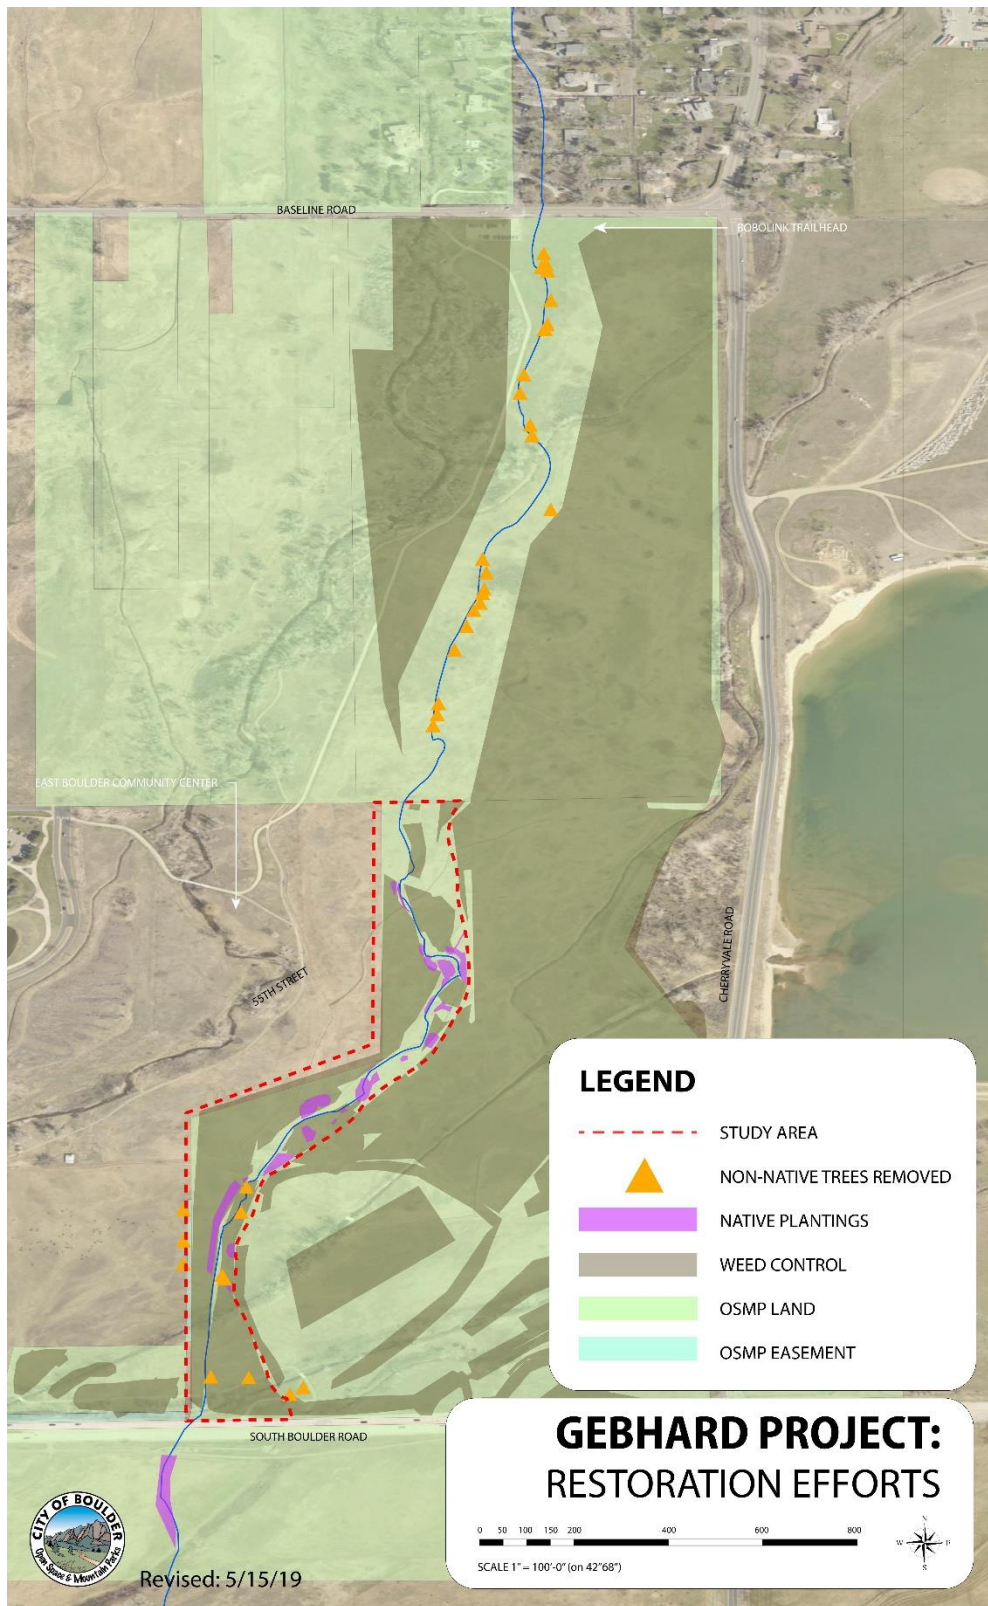 BASELINE ROAD
BOBOLINK TRAILHEAD
EAST BOULDER COMMUNITY CENTER
55TH STREET
CHERRYVALE ROAD
LEGEND
STUDY AREA
NON-NATIVE TREES REMOVED
NATIVE PLANTINGS
WEED CONTROL
OSMP LAND
OSMP EASEMENT
SOUTH BOULDER ROAD
GEBHARD PROJECT:
RESTORATION EFFORTS
0 50 100 150 200 400 600 800
SCALE 1" = 100'-0" (on 42"68")
N
W E
S
CITY OF BOULDER
Open Space & Mountain Parks
Revised: 5/15/19